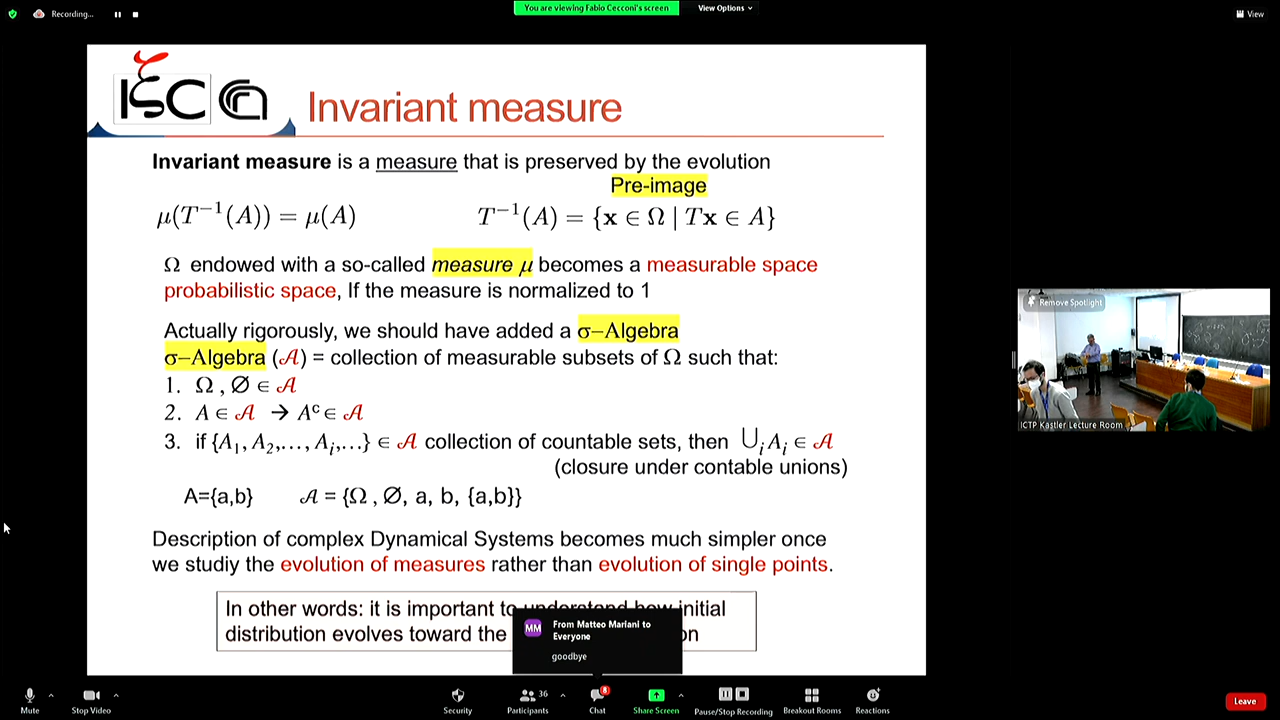 Recording...
You are viewing Fabio Cecconi's screen
View Options
View
ISC
Invariant measure
Invariant measure is a measure that is preserved by the evolution
Pre-image
μ(T⁻¹(A)) = μ(A) T⁻¹(A) = {x ∈ Ω | Tx ∈ A}
Ω endowed with a so-called measure μ becomes a measurable space
probabilistic space, If the measure is normalized to 1
Actually rigorously, we should have added a σ–Algebra
σ–Algebra (𝒜) = collection of measurable subsets of Ω such that:
1. Ω , Ø ∈ 𝒜
2. A ∈ 𝒜 → Aᶜ ∈ 𝒜
3. if {A₁, A₂,..., Aᵢ,...} ∈ 𝒜 collection of countable sets, then ⋃ᵢAᵢ ∈ 𝒜
(closure under contable unions)
A={a,b} 𝒜 = {Ω , Ø, a, b, {a,b}}
Description of complex Dynamical Systems becomes much simpler once
we studiy the evolution of measures rather than evolution of single points.
In other words: it is important to understand how initial
distribution evolves toward the
MM
From Matteo Mariani to
Everyone
goodbye
Remove Spotlight
ICTP Kastler Lecture Room
36
8
Mute
Stop Video
Security
Participants
Chat
Share Screen
Pause/Stop Recording
Breakout Rooms
Reactions
Leave